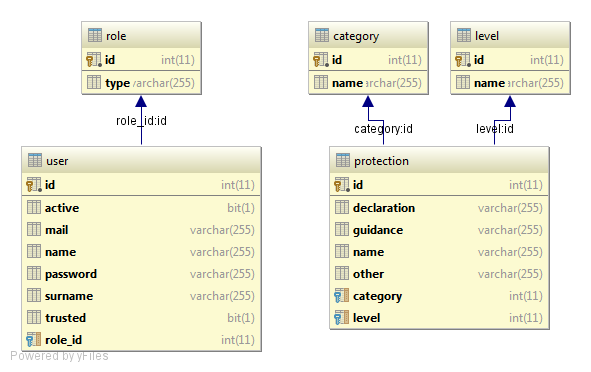 role
id int(11)
type varchar(255)
category
id int(11)
name varchar(255)
level
id int(11)
name varchar(255)
role_id:id
category:id
level:id
user
id int(11)
active bit(1)
mail varchar(255)
name varchar(255)
password varchar(255)
surname varchar(255)
trusted bit(1)
role_id int(11)
protection
id int(11)
declaration varchar(255)
guidance varchar(255)
name varchar(255)
other varchar(255)
category int(11)
level int(11)
Powered by yFiles